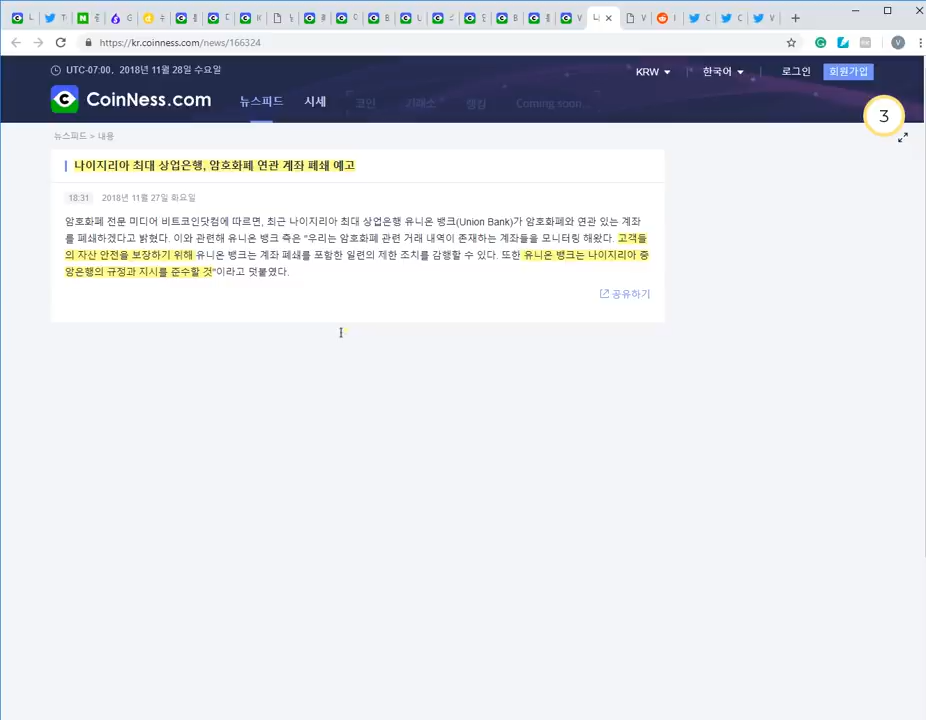 https://kr.coinness.com/news/166324
UTC-07:00, 2018년 11월 28일 수요일
KRW
한국어
로그인
회원가입
CoinNess.com
뉴스피드
시세
코인
거래소
랭킹
Coming soon...
3
뉴스피드 > 내용
나이지리아 최대 상업은행, 암호화폐 연관 계좌 폐쇄 예고
18:31 2018년 11월 27일 화요일
암호화폐 전문 미디어 비트코인닷컴에 따르면, 최근 나이지리아 최대 상업은행 유니온 뱅크(Union Bank)가 암호화폐와 연관 있는 계좌
를 폐쇄하겠다고 밝혔다. 이와 관련해 유니온 뱅크 측은 "우리는 암호화폐 관련 거래 내역이 존재하는 계좌들을 모니터링 해왔다. 고객들
의 자산 안전을 보장하기 위해 유니온 뱅크는 계좌 폐쇄를 포함한 일련의 제한 조치를 감행할 수 있다. 또한 유니온 뱅크는 나이지리아 중
앙은행의 규정과 지시를 준수할 것"이라고 덧붙였다.
공유하기